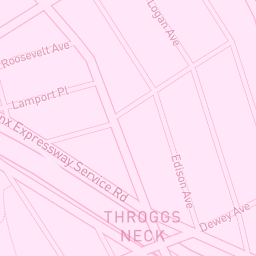 Logan Ave
Roosevelt Ave
Lamport Pl
nx Expressway Service Rd
Edison Ave
THROGGS
NECK
Dewey Ave